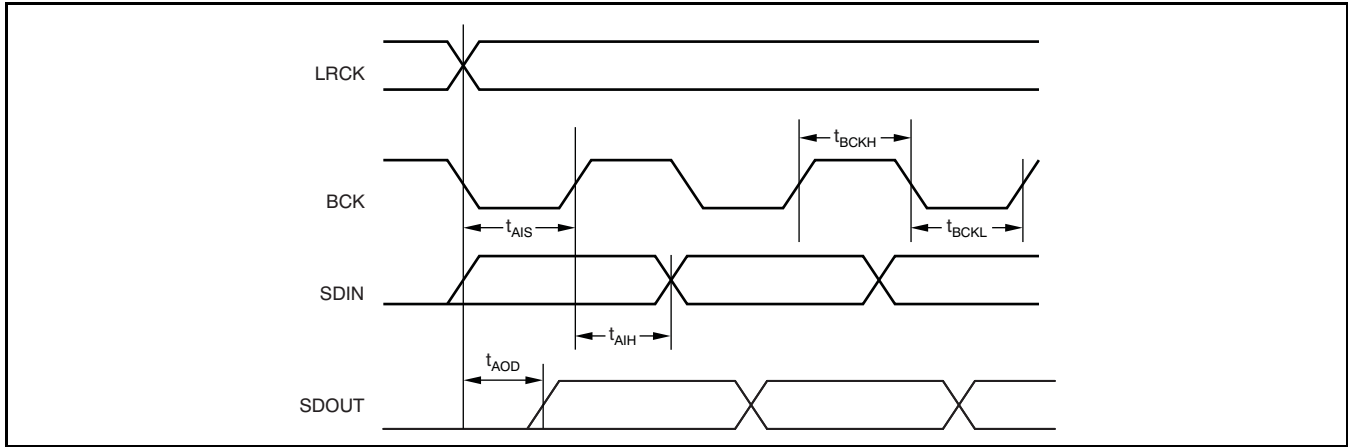 LRCK
t_BCKH
BCK
t_AIS
t_BCKL
SDIN
t_AIH
t_AOD
SDOUT